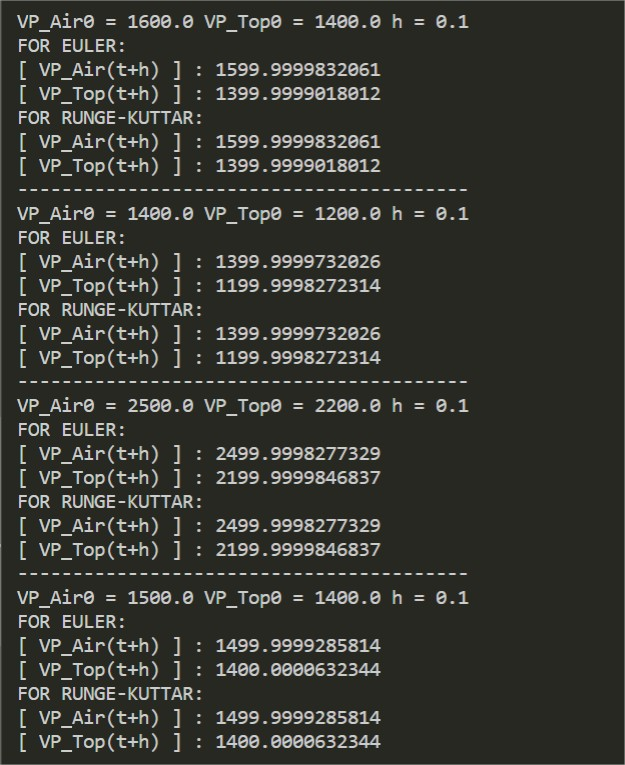 VP_Air0 = 1600.0 VP_Top0 = 1400.0 h = 0.1
FOR EULER:
[ VP_Air(t+h) ] : 1599.9999832061
[ VP_Top(t+h) ] : 1399.9999018012
FOR RUNGE-KUTTAR:
[ VP_Air(t+h) ] : 1599.9999832061
[ VP_Top(t+h) ] : 1399.9999018012
------------------------------------------
VP_Air0 = 1400.0 VP_Top0 = 1200.0 h = 0.1
FOR EULER:
[ VP_Air(t+h) ] : 1399.9999732026
[ VP_Top(t+h) ] : 1199.9998272314
FOR RUNGE-KUTTAR:
[ VP_Air(t+h) ] : 1399.9999732026
[ VP_Top(t+h) ] : 1199.9998272314
------------------------------------------
VP_Air0 = 2500.0 VP_Top0 = 2200.0 h = 0.1
FOR EULER:
[ VP_Air(t+h) ] : 2499.9998277329
[ VP_Top(t+h) ] : 2199.9999846837
FOR RUNGE-KUTTAR:
[ VP_Air(t+h) ] : 2499.9998277329
[ VP_Top(t+h) ] : 2199.9999846837
------------------------------------------
VP_Air0 = 1500.0 VP_Top0 = 1400.0 h = 0.1
FOR EULER:
[ VP_Air(t+h) ] : 1499.9999285814
[ VP_Top(t+h) ] : 1400.0000632344
FOR RUNGE-KUTTAR:
[ VP_Air(t+h) ] : 1499.9999285814
[ VP_Top(t+h) ] : 1400.0000632344